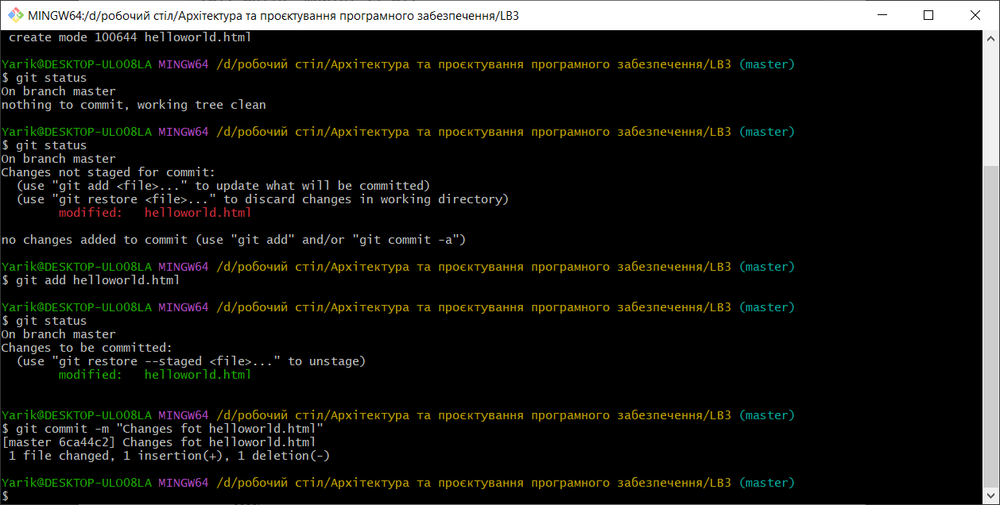 MINGW64:/d/робочий стіл/Архітектура та проєктування програмного забезпечення/LB3
create mode 100644 helloworld.html
Yarik@DESKTOP-ULO08LA MINGW64 /d/робочий стіл/Архітектура та проєктування програмного забезпечення/LB3 (master)
$ git status
On branch master
nothing to commit, working tree clean
Yarik@DESKTOP-ULO08LA MINGW64 /d/робочий стіл/Архітектура та проєктування програмного забезпечення/LB3 (master)
$ git status
On branch master
Changes not staged for commit:
(use "git add <file>..." to update what will be committed)
(use "git restore <file>..." to discard changes in working directory)
modified: helloworld.html
no changes added to commit (use "git add" and/or "git commit -a")
Yarik@DESKTOP-ULO08LA MINGW64 /d/робочий стіл/Архітектура та проєктування програмного забезпечення/LB3 (master)
$ git add helloworld.html
Yarik@DESKTOP-ULO08LA MINGW64 /d/робочий стіл/Архітектура та проєктування програмного забезпечення/LB3 (master)
$ git status
On branch master
Changes to be committed:
(use "git restore --staged <file>..." to unstage)
modified: helloworld.html
Yarik@DESKTOP-ULO08LA MINGW64 /d/робочий стіл/Архітектура та проєктування програмного забезпечення/LB3 (master)
$ git commit -m "Changes fot helloworld.html"
[master 6ca44c2] Changes fot helloworld.html
1 file changed, 1 insertion(+), 1 deletion(-)
Yarik@DESKTOP-ULO08LA MINGW64 /d/робочий стіл/Архітектура та проєктування програмного забезпечення/LB3 (master)
$